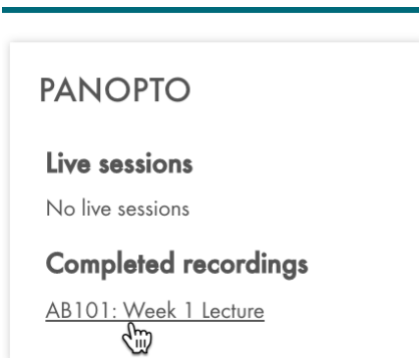 PANOPTO
Live sessions
No live sessions
Completed recordings
AB101: Week 1 Lecture